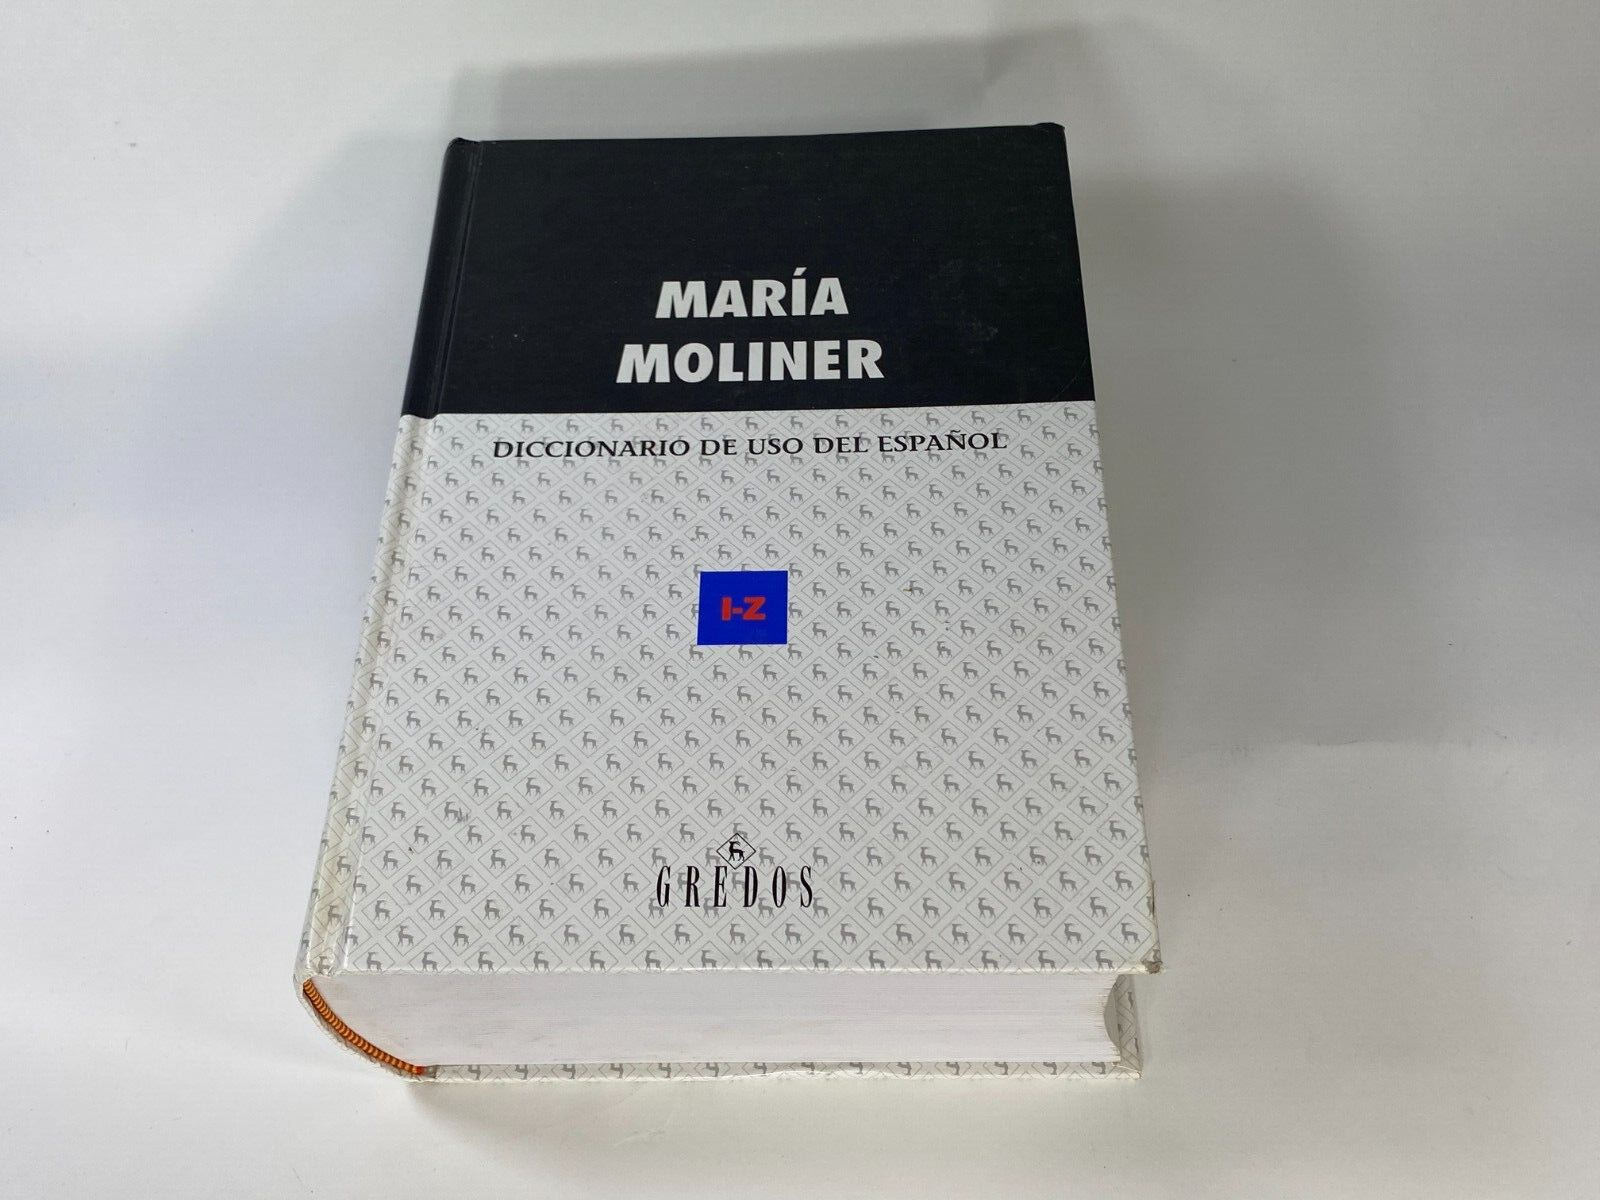 MARÍA
MOLINER
DICCIONARIO DE USO DEL ESPAÑOL
I-Z
GREDOS